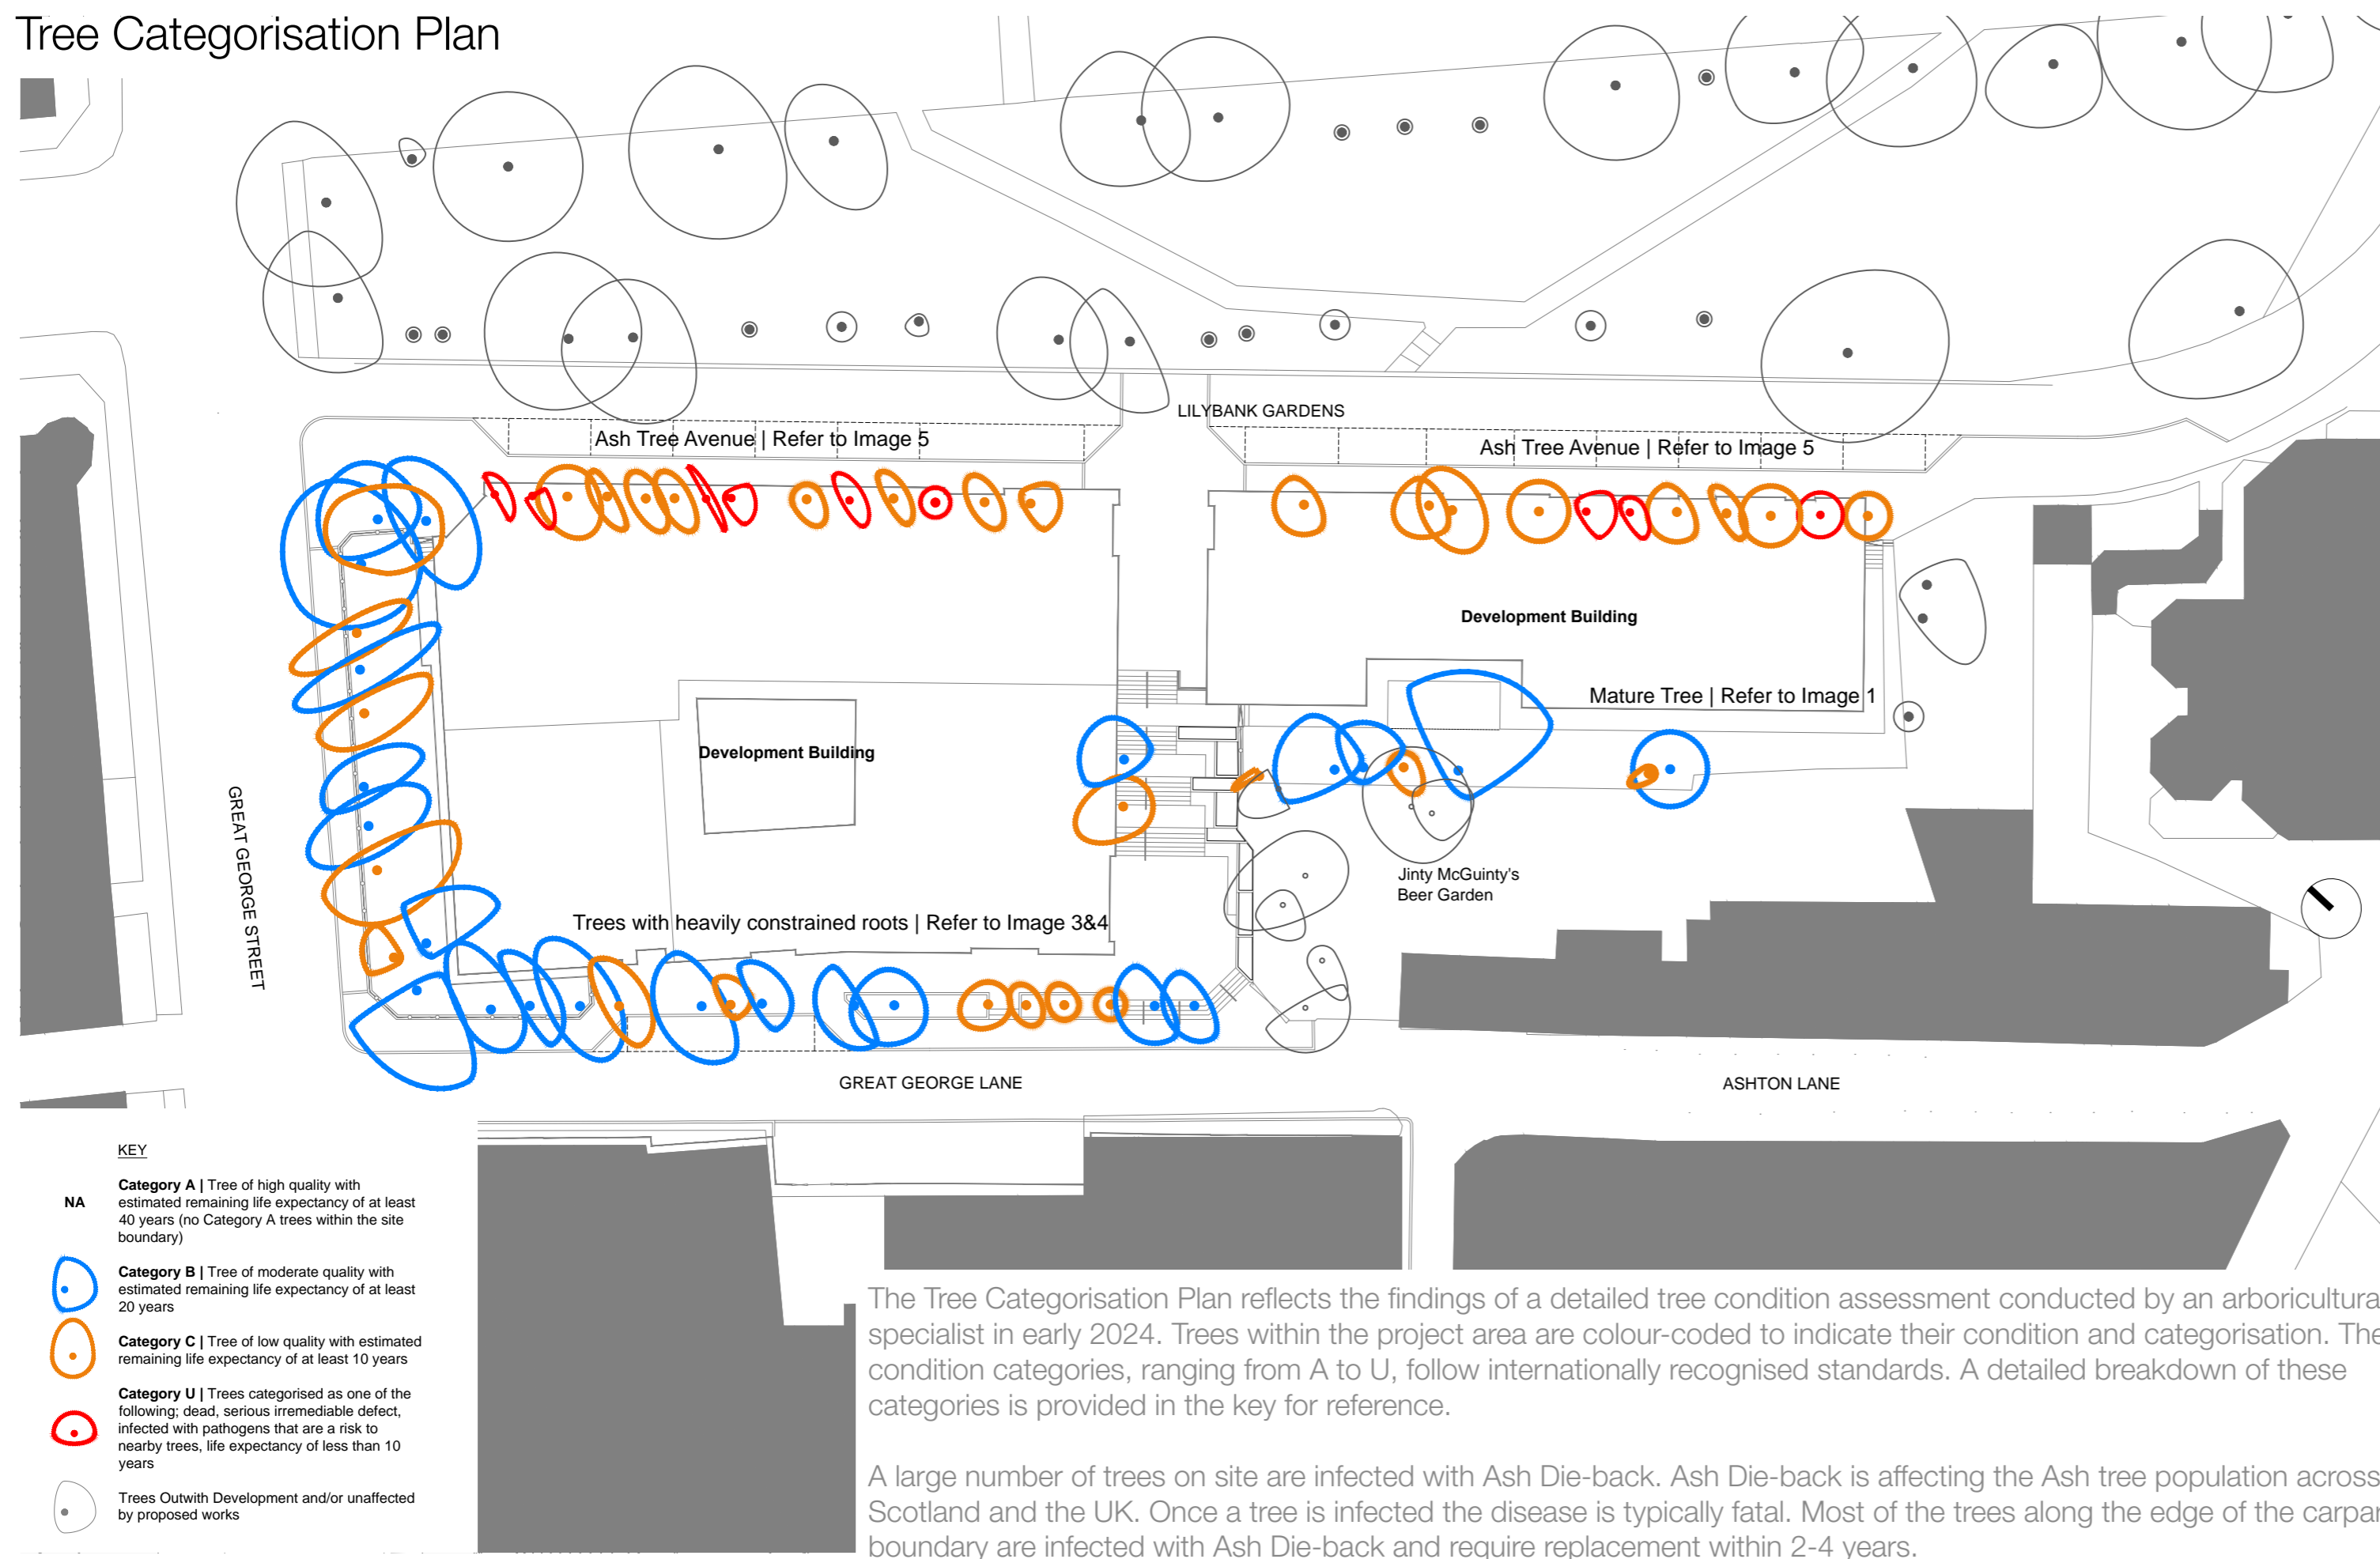 Tree Categorisation Plan
LILYBANK GARDENS
Ash Tree Avenue | Refer to Image 5
Ash Tree Avenue | Refer to Image 5
Development Building
Mature Tree | Refer to Image 1
Development Building
GREAT GEORGE STREET
Jinty McGuinty's
Beer Garden
Trees with heavily constrained roots | Refer to Image 3&4
GREAT GEORGE LANE
ASHTON LANE
KEY
NA
Category A | Tree of high quality with
estimated remaining life expectancy of at least
40 years (no Category A trees within the site
boundary)
Category B | Tree of moderate quality with
estimated remaining life expectancy of at least
20 years
Category C | Tree of low quality with estimated
remaining life expectancy of at least 10 years
Category U | Trees categorised as one of the
following; dead, serious irremediable defect,
infected with pathogens that are a risk to
nearby trees, life expectancy of less than 10
years
Trees Outwith Development and/or unaffected
by proposed works
The Tree Categorisation Plan reflects the findings of a detailed tree condition assessment conducted by an arboricultura
specialist in early 2024. Trees within the project area are colour-coded to indicate their condition and categorisation. The
condition categories, ranging from A to U, follow internationally recognised standards. A detailed breakdown of these
categories is provided in the key for reference.
A large number of trees on site are infected with Ash Die-back. Ash Die-back is affecting the Ash tree population across
Scotland and the UK. Once a tree is infected the disease is typically fatal. Most of the trees along the edge of the carpar
boundary are infected with Ash Die-back and require replacement within 2-4 years.